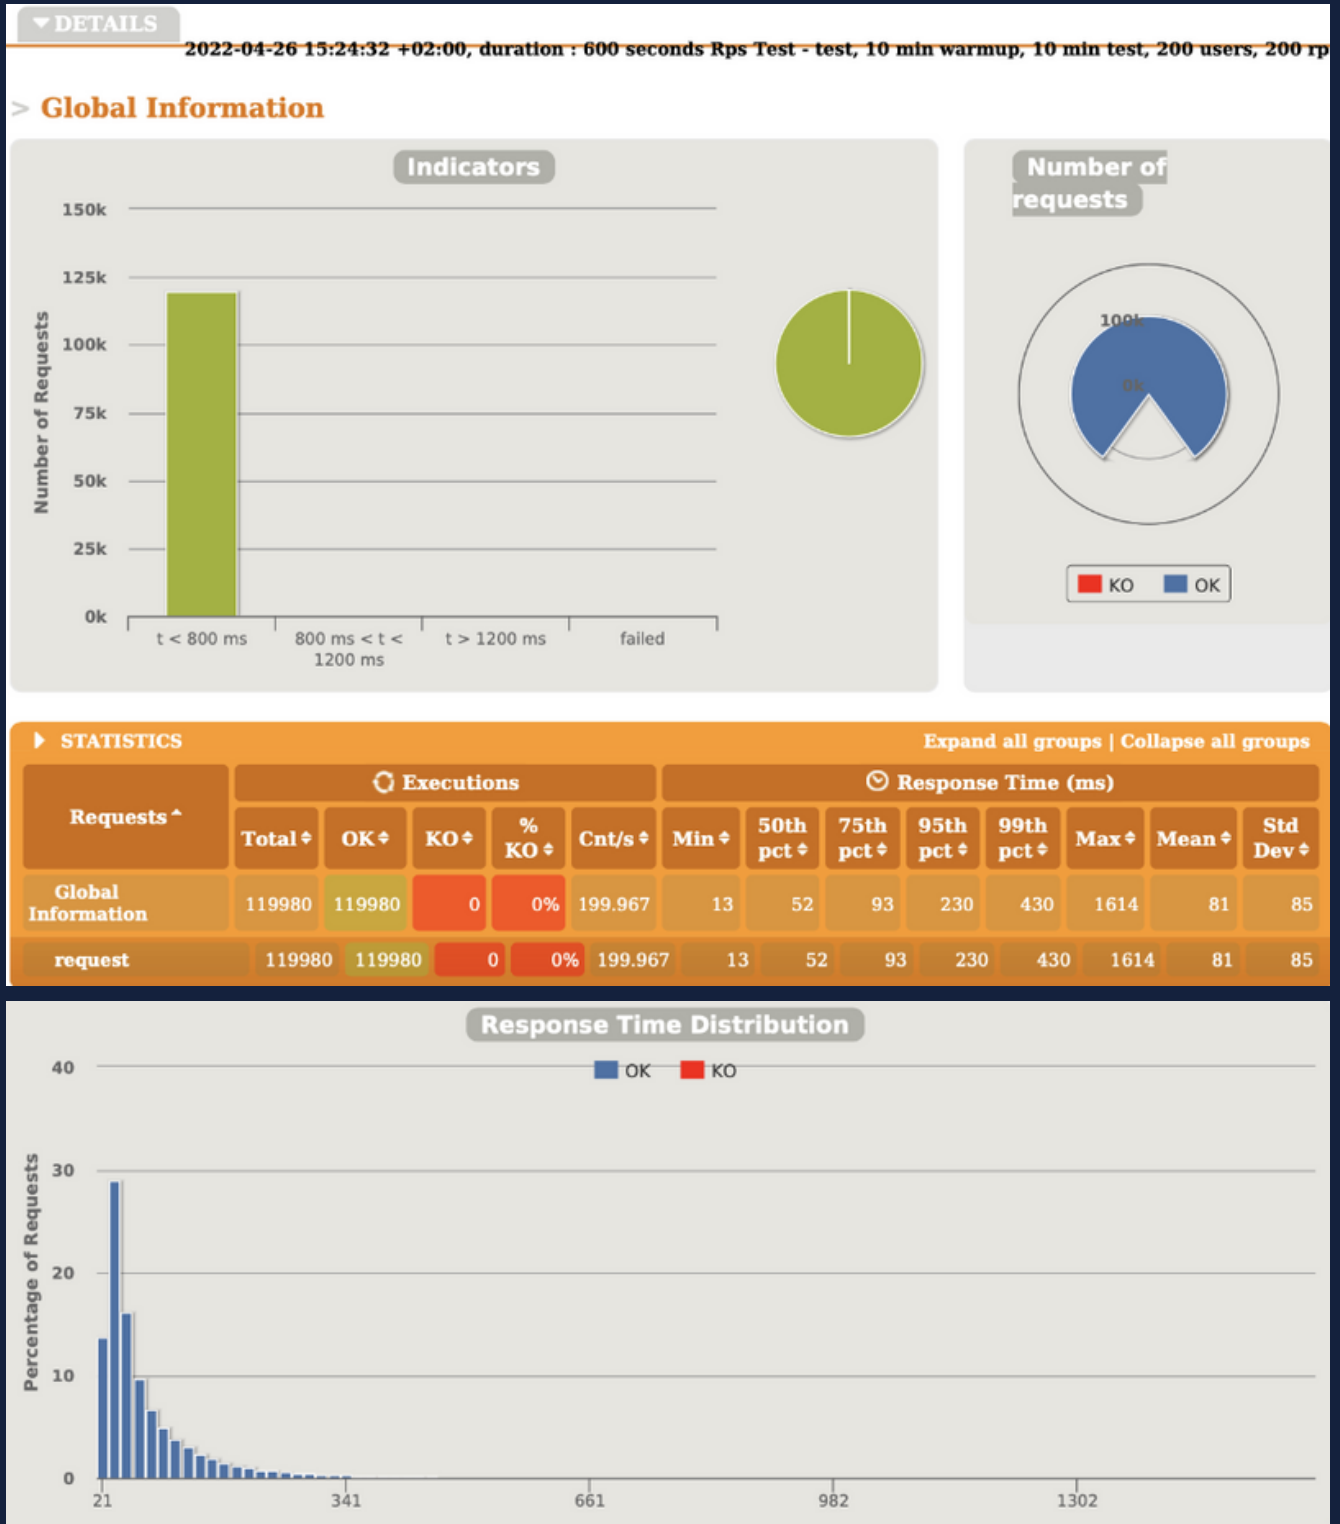 DETAILS
2022-04-26 15:24:32 +02:00, duration : 600 seconds Rps Test - test, 10 min warmup, 10 min test, 200 users, 200 rp
> Global Information
Indicators
150k
125k
100k
75k
50k
25k
0k
Number of Requests
t < 800 ms
800 ms < t <
1200 ms
t > 1200 ms
failed
Number of
requests
100k
0k
KO OK
STATISTICS
Expand all groups | Collapse all groups
Requests
Executions
Response Time (ms)
Total OK KO % KO Cnt/s Min 50th pct 75th pct 95th pct 99th pct Max Mean Std Dev
Global
Information
119980 119980 0 0% 199.967 13 52 93 230 430 1614 81 85
request 119980 119980 0 0% 199.967 13 52 93 230 430 1614 81 85
Response Time Distribution
OK KO
40
30
20
10
0
Percentage of Requests
21 341 661 982 1302